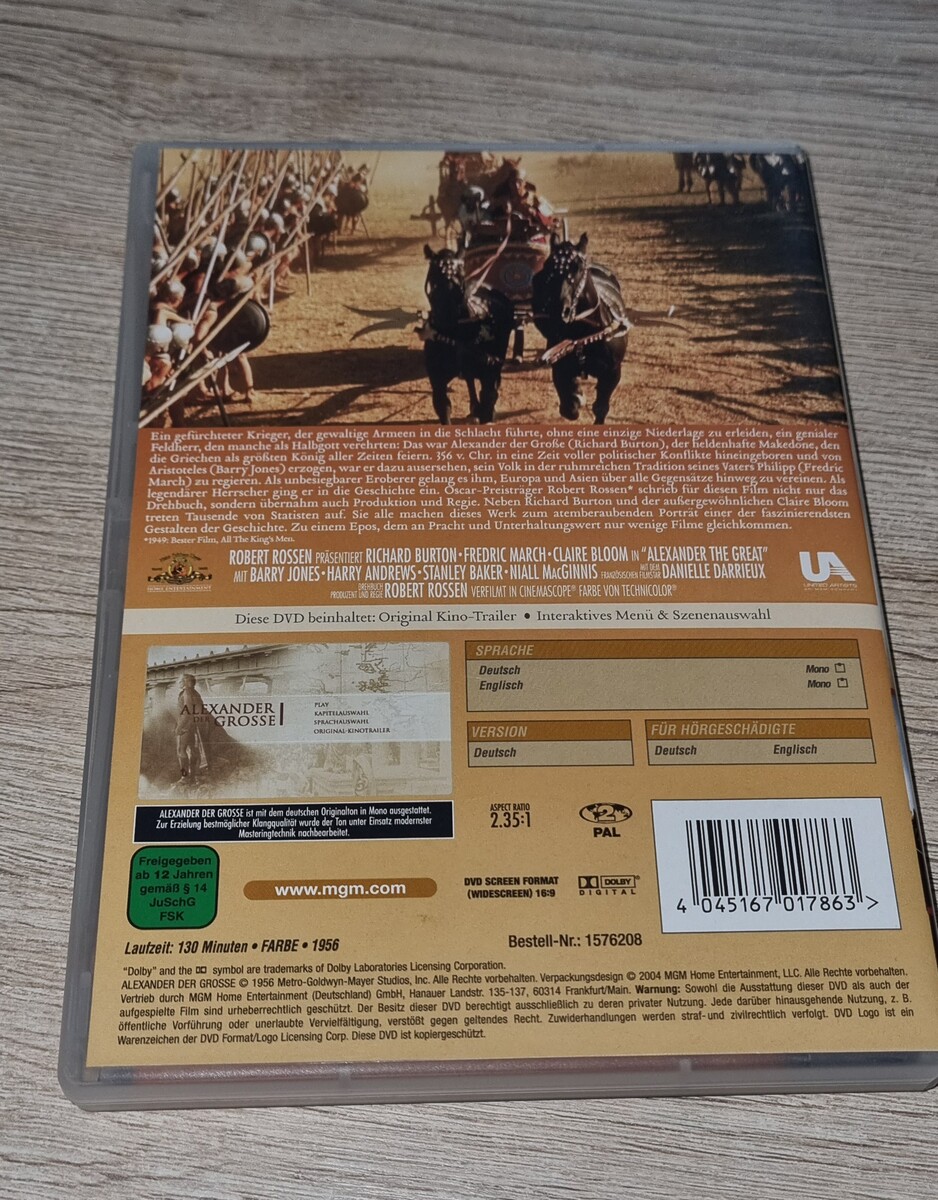 Ein gefürchteter Krieger, der gewaltige Armeen in die Schlacht führte, ohne eine einzige Niederlage zu erleiden, ein genialer
Feldherr, den manche als Halbgott verehrten: Das war Alexander der Große (Richard Burton), der heldenhafte Makedone, den
die Griechen als größten König aller Zeiten feiern. 356 v. Chr. in eine Zeit voller politischer Konflikte hineingeboren und von
Aristoteles (Barry Jones) erzogen, war er dazu ausersehen, sein Volk in der ruhmreichen Tradition seines Vaters Philipp (Fredric
March) zu regieren. Als unbesiegbarer Eroberer gelang es ihm, Europa und Asien über alle Gegensätze hinweg zu vereinen. Als
legendärer Herrscher ging er in die Geschichte ein. Oscar-Preisträger Robert Rossen* schrieb für diesen Film nicht nur das
Drehbuch, sondern übernahm auch Produktion und Regie. Neben Richard Burton und der außergewöhnlichen Claire Bloom
treten Tausende von Statisten auf. Sie alle machen dieses Werk zum atemberaubenden Porträt einer der faszinierendsten
Gestalten der Geschichte. Zu einem Epos, dem an Pracht und Unterhaltungswert nur wenige Filme gleichkommen.
*1949: Bester Film, All The King's Men.
ROBERT ROSSEN PRÄSENTIERT RICHARD BURTON • FREDRIC MARCH • CLAIRE BLOOM IN "ALEXANDER THE GREAT"
MIT BARRY JONES • HARRY ANDREWS • STANLEY BAKER • NIALL MACGINNIS MIT DEM FRANZÖSISCHEN FILMSTAR DANIELLE DARRIEUX
DREHBUCH PRODUZENT UND REGIE ROBERT ROSSEN VERFILMT IN CINEMASCOPE® FARBE VON TECHNICOLOR®
HOME ENTERTAINMENT
UA
UNITED ARTISTS
Diese DVD beinhaltet: Original Kino-Trailer • Interaktives Menü & Szenenauswahl
ALEXANDER
DER GROSSE
PLAY
KAPITELAUSWAHL
SPRACHAUSWAHL
ORIGINAL-KINOTRAILER
SPRACHE
Deutsch Mono
Englisch Mono
VERSION
Deutsch
FÜR HÖRGESCHÄDIGTE
Deutsch Englisch
ALEXANDER DER GROSSE ist mit dem deutschen Originalton in Mono ausgestattet.
Zur Erzielung bestmöglicher Klangqualität wurde der Ton unter Einsatz modernster
Masteringtechnik nachbearbeitet.
ASPECT RATIO
2.35:1
2
PAL
Freigegeben
ab 12 Jahren
gemäß § 14
JuSchG
FSK
www.mgm.com
DVD SCREEN FORMAT
(WIDESCREEN) 16:9
DOLBY
DIGITAL
4 045167 017863 >
Laufzeit: 130 Minuten • FARBE • 1956
Bestell-Nr.: 1576208
"Dolby" and the symbol are trademarks of Dolby Laboratories Licensing Corporation.
ALEXANDER DER GROSSE © 1956 Metro-Goldwyn-Mayer Studios, Inc. Alle Rechte vorbehalten. Verpackungsdesign © 2004 MGM Home Entertainment, LLC. Alle Rechte vorbehalten.
Vertrieb durch MGM Home Entertainment (Deutschland) GmbH, Hanauer Landstr. 135-137, 60314 Frankfurt/Main. Warnung: Sowohl die Ausstattung dieser DVD als auch der
aufgespielte Film sind urheberrechtlich geschützt. Der Besitz dieser DVD berechtigt ausschließlich zu deren privater Nutzung. Jede darüber hinausgehende Nutzung, z. B.
öffentliche Vorführung oder unerlaubte Vervielfältigung, verstößt gegen geltendes Recht. Zuwiderhandlungen werden straf- und zivilrechtlich verfolgt. DVD Logo ist ein
Warenzeichen der DVD Format/Logo Licensing Corp. Diese DVD ist kopiergeschützt.